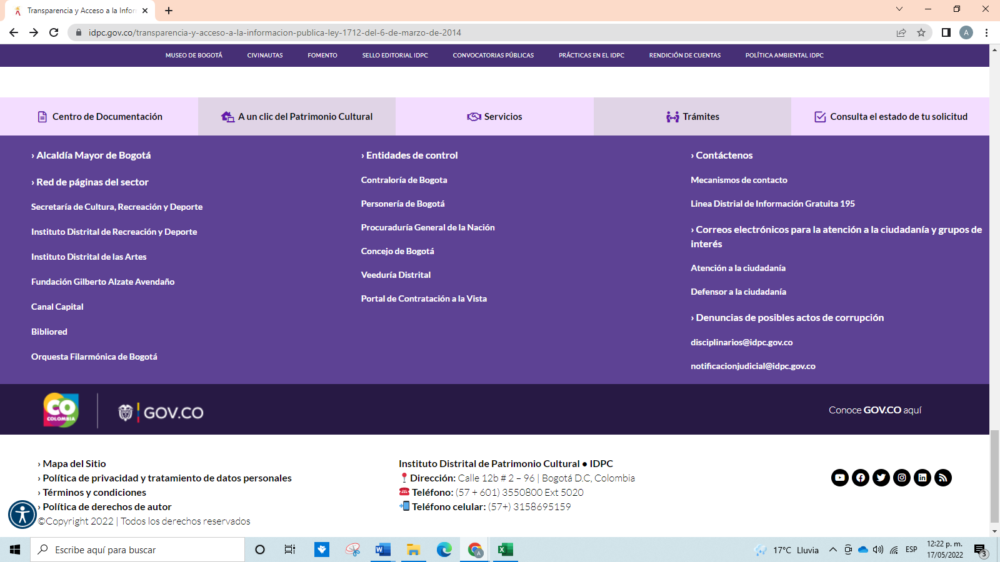 Transparencia y Acceso a la Infor
idpc.gov.co/transparencia-y-acceso-a-la-informacion-publica-ley-1712-del-6-de-marzo-de-2014
A
MUSEO DE BOGOTÁ
CIVINAUTAS
FOMENTO
SELLO EDITORIAL IDPC
CONVOCATORIAS PÚBLICAS
PRÁCTICAS EN EL IDPC
RENDICIÓN DE CUENTAS
POLÍTICA AMBIENTAL IDPC
Centro de Documentación
A un clic del Patrimonio Cultural
Servicios
Trámites
Consulta el estado de tu solicitud
› Alcaldía Mayor de Bogotá
› Red de páginas del sector
Secretaría de Cultura, Recreación y Deporte
Instituto Distrital de Recreación y Deporte
Instituto Distrital de las Artes
Fundación Gilberto Alzate Avendaño
Canal Capital
Bibliored
Orquesta Filarmónica de Bogotá
› Entidades de control
Contraloría de Bogota
Personería de Bogotá
Procuraduría General de la Nación
Concejo de Bogotá
Veeduría Distrital
Portal de Contratación a la Vista
› Contáctenos
Mecanismos de contacto
Linea Distrial de Información Gratuita 195
› Correos electrónicos para la atención a la ciudadanía y grupos de
interés
Atención a la ciudadanía
Defensor a la ciudadanía
› Denuncias de posibles actos de corrupción
disciplinarios@idpc.gov.co
notificacionjudicial@idpc.gov.co
CO
COLOMBIA
GOV.CO
Conoce GOV.CO aquí
› Mapa del Sitio
› Política de privacidad y tratamiento de datos personales
› Términos y condiciones
› Política de derechos de autor
©Copyright 2022 | Todos los derechos reservados
Instituto Distrital de Patrimonio Cultural ● IDPC
Dirección: Calle 12b # 2 – 96 | Bogotá D.C, Colombia
Teléfono: (57 + 601) 3550800 Ext 5020
Teléfono celular: (57+) 3158695159
Escribe aquí para buscar
17°C Lluvia
ESP
12:22 p. m.
17/05/2022
3